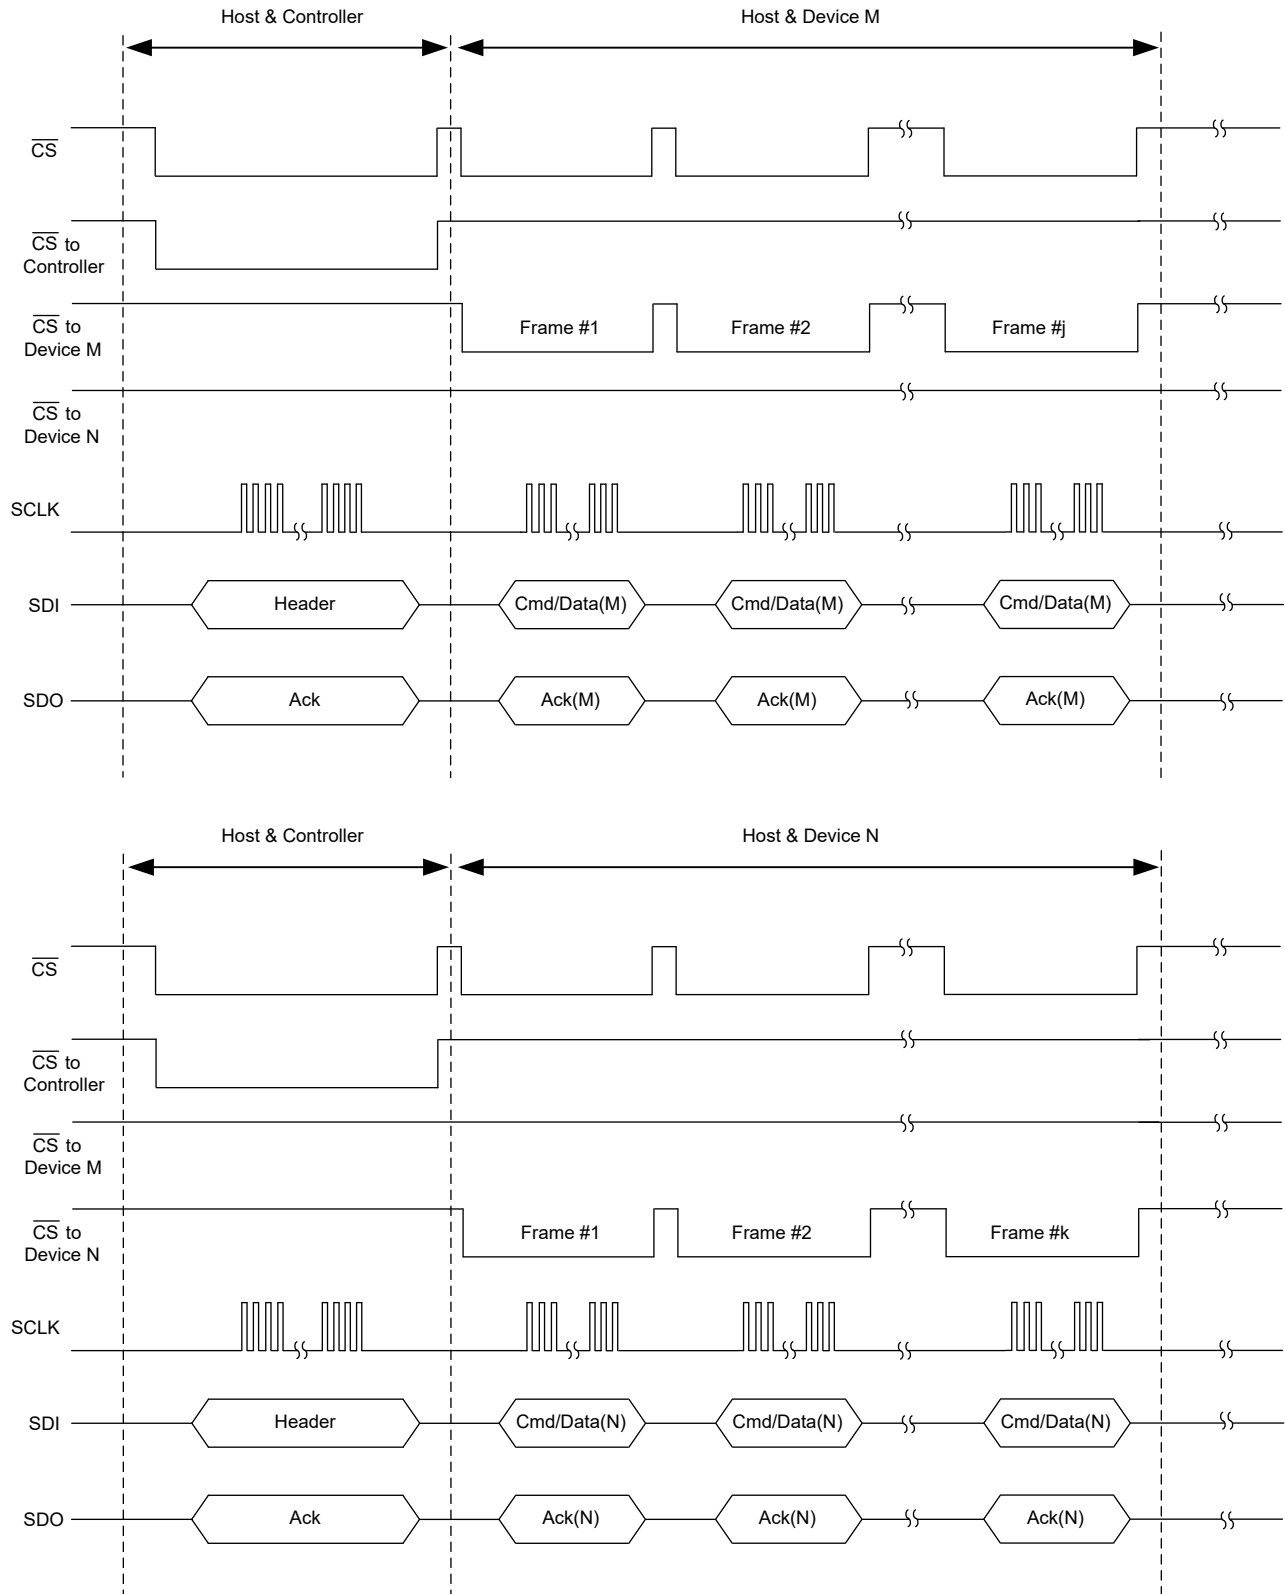 Host & Controller Host & Device M
CS
CS to
Controller
CS to
Device M
Frame #1 Frame #2 Frame #j
CS to
Device N
SCLK
SDI Header Cmd/Data(M) Cmd/Data(M) Cmd/Data(M)
SDO Ack Ack(M) Ack(M) Ack(M)
Host & Controller Host & Device N
CS
CS to
Controller
CS to
Device M
CS to
Device N
Frame #1 Frame #2 Frame #k
SCLK
SDI Header Cmd/Data(N) Cmd/Data(N) Cmd/Data(N)
SDO Ack Ack(N) Ack(N) Ack(N)